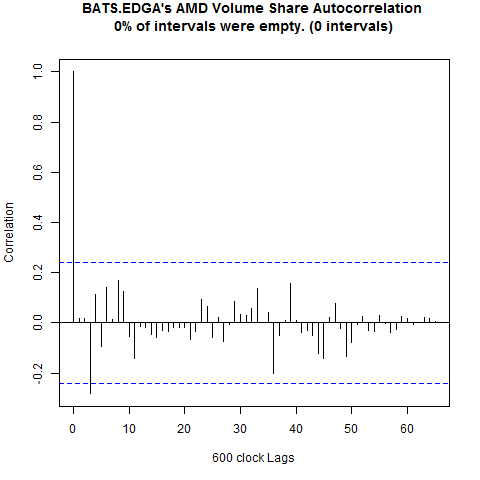 BATS.EDGA's AMD Volume Share Autocorrelation
0% of intervals were empty. (0 intervals)
1.0
0.8
0.6
0.4
0.2
0.0
-0.2
Correlation
0 10 20 30 40 50 60
600 clock Lags